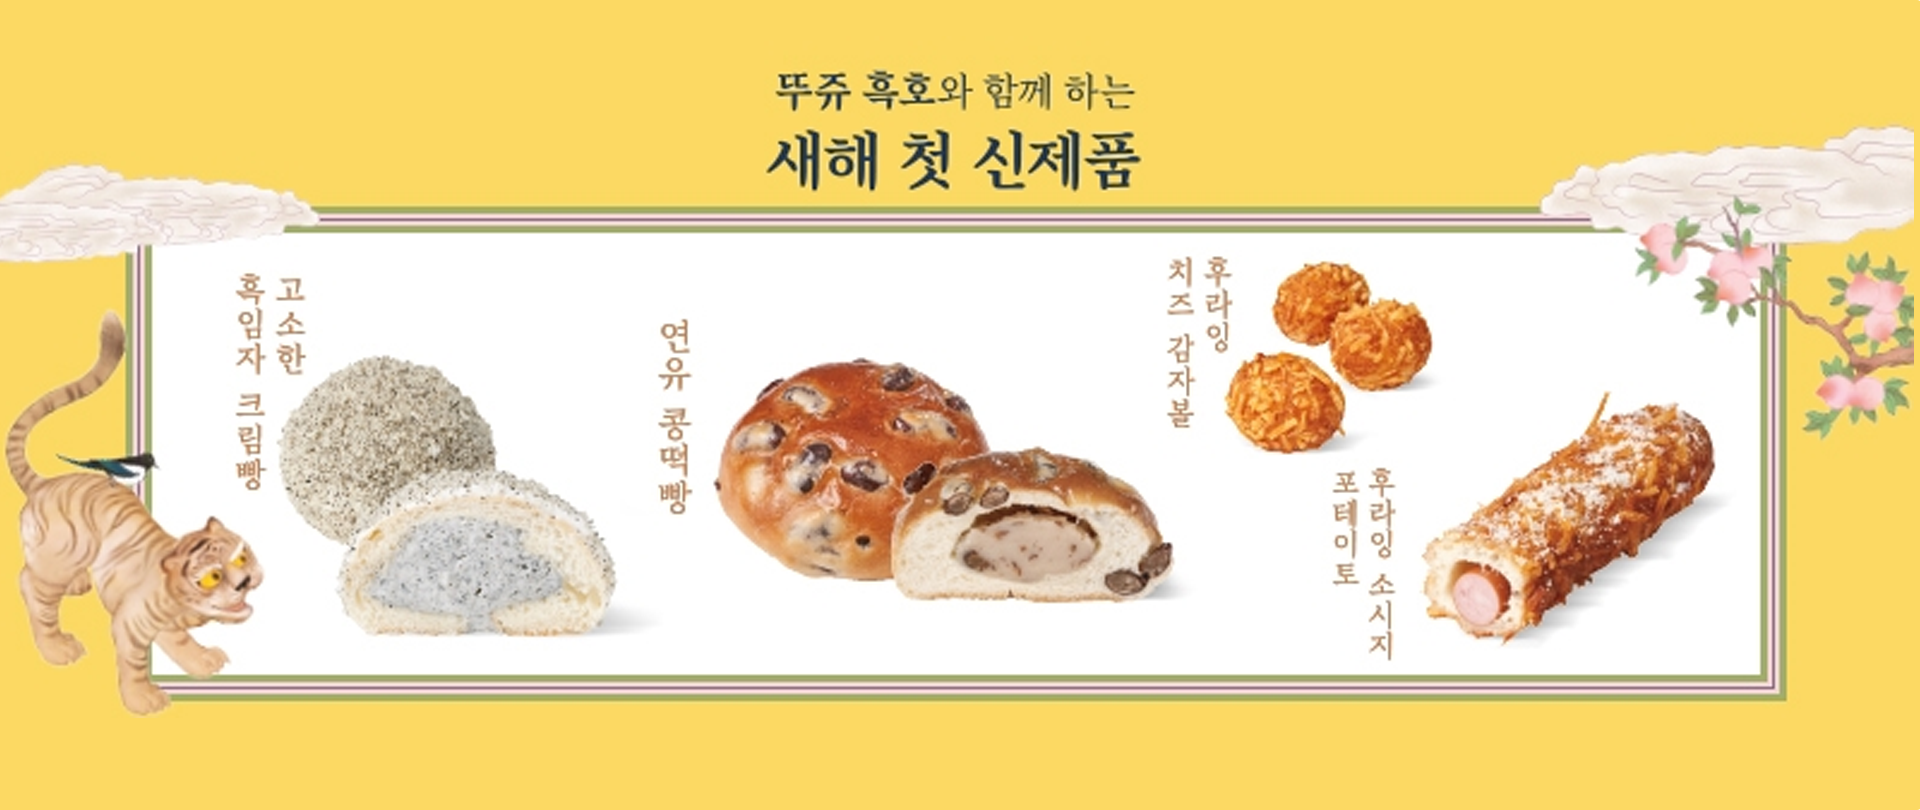 뚜쥬 흑호와 함께 하는
새해 첫 신제품
고소한
흑임자 크림빵
연유 콩떡빵
후라잉
치즈 감자볼
후라잉 소시지
포테이토